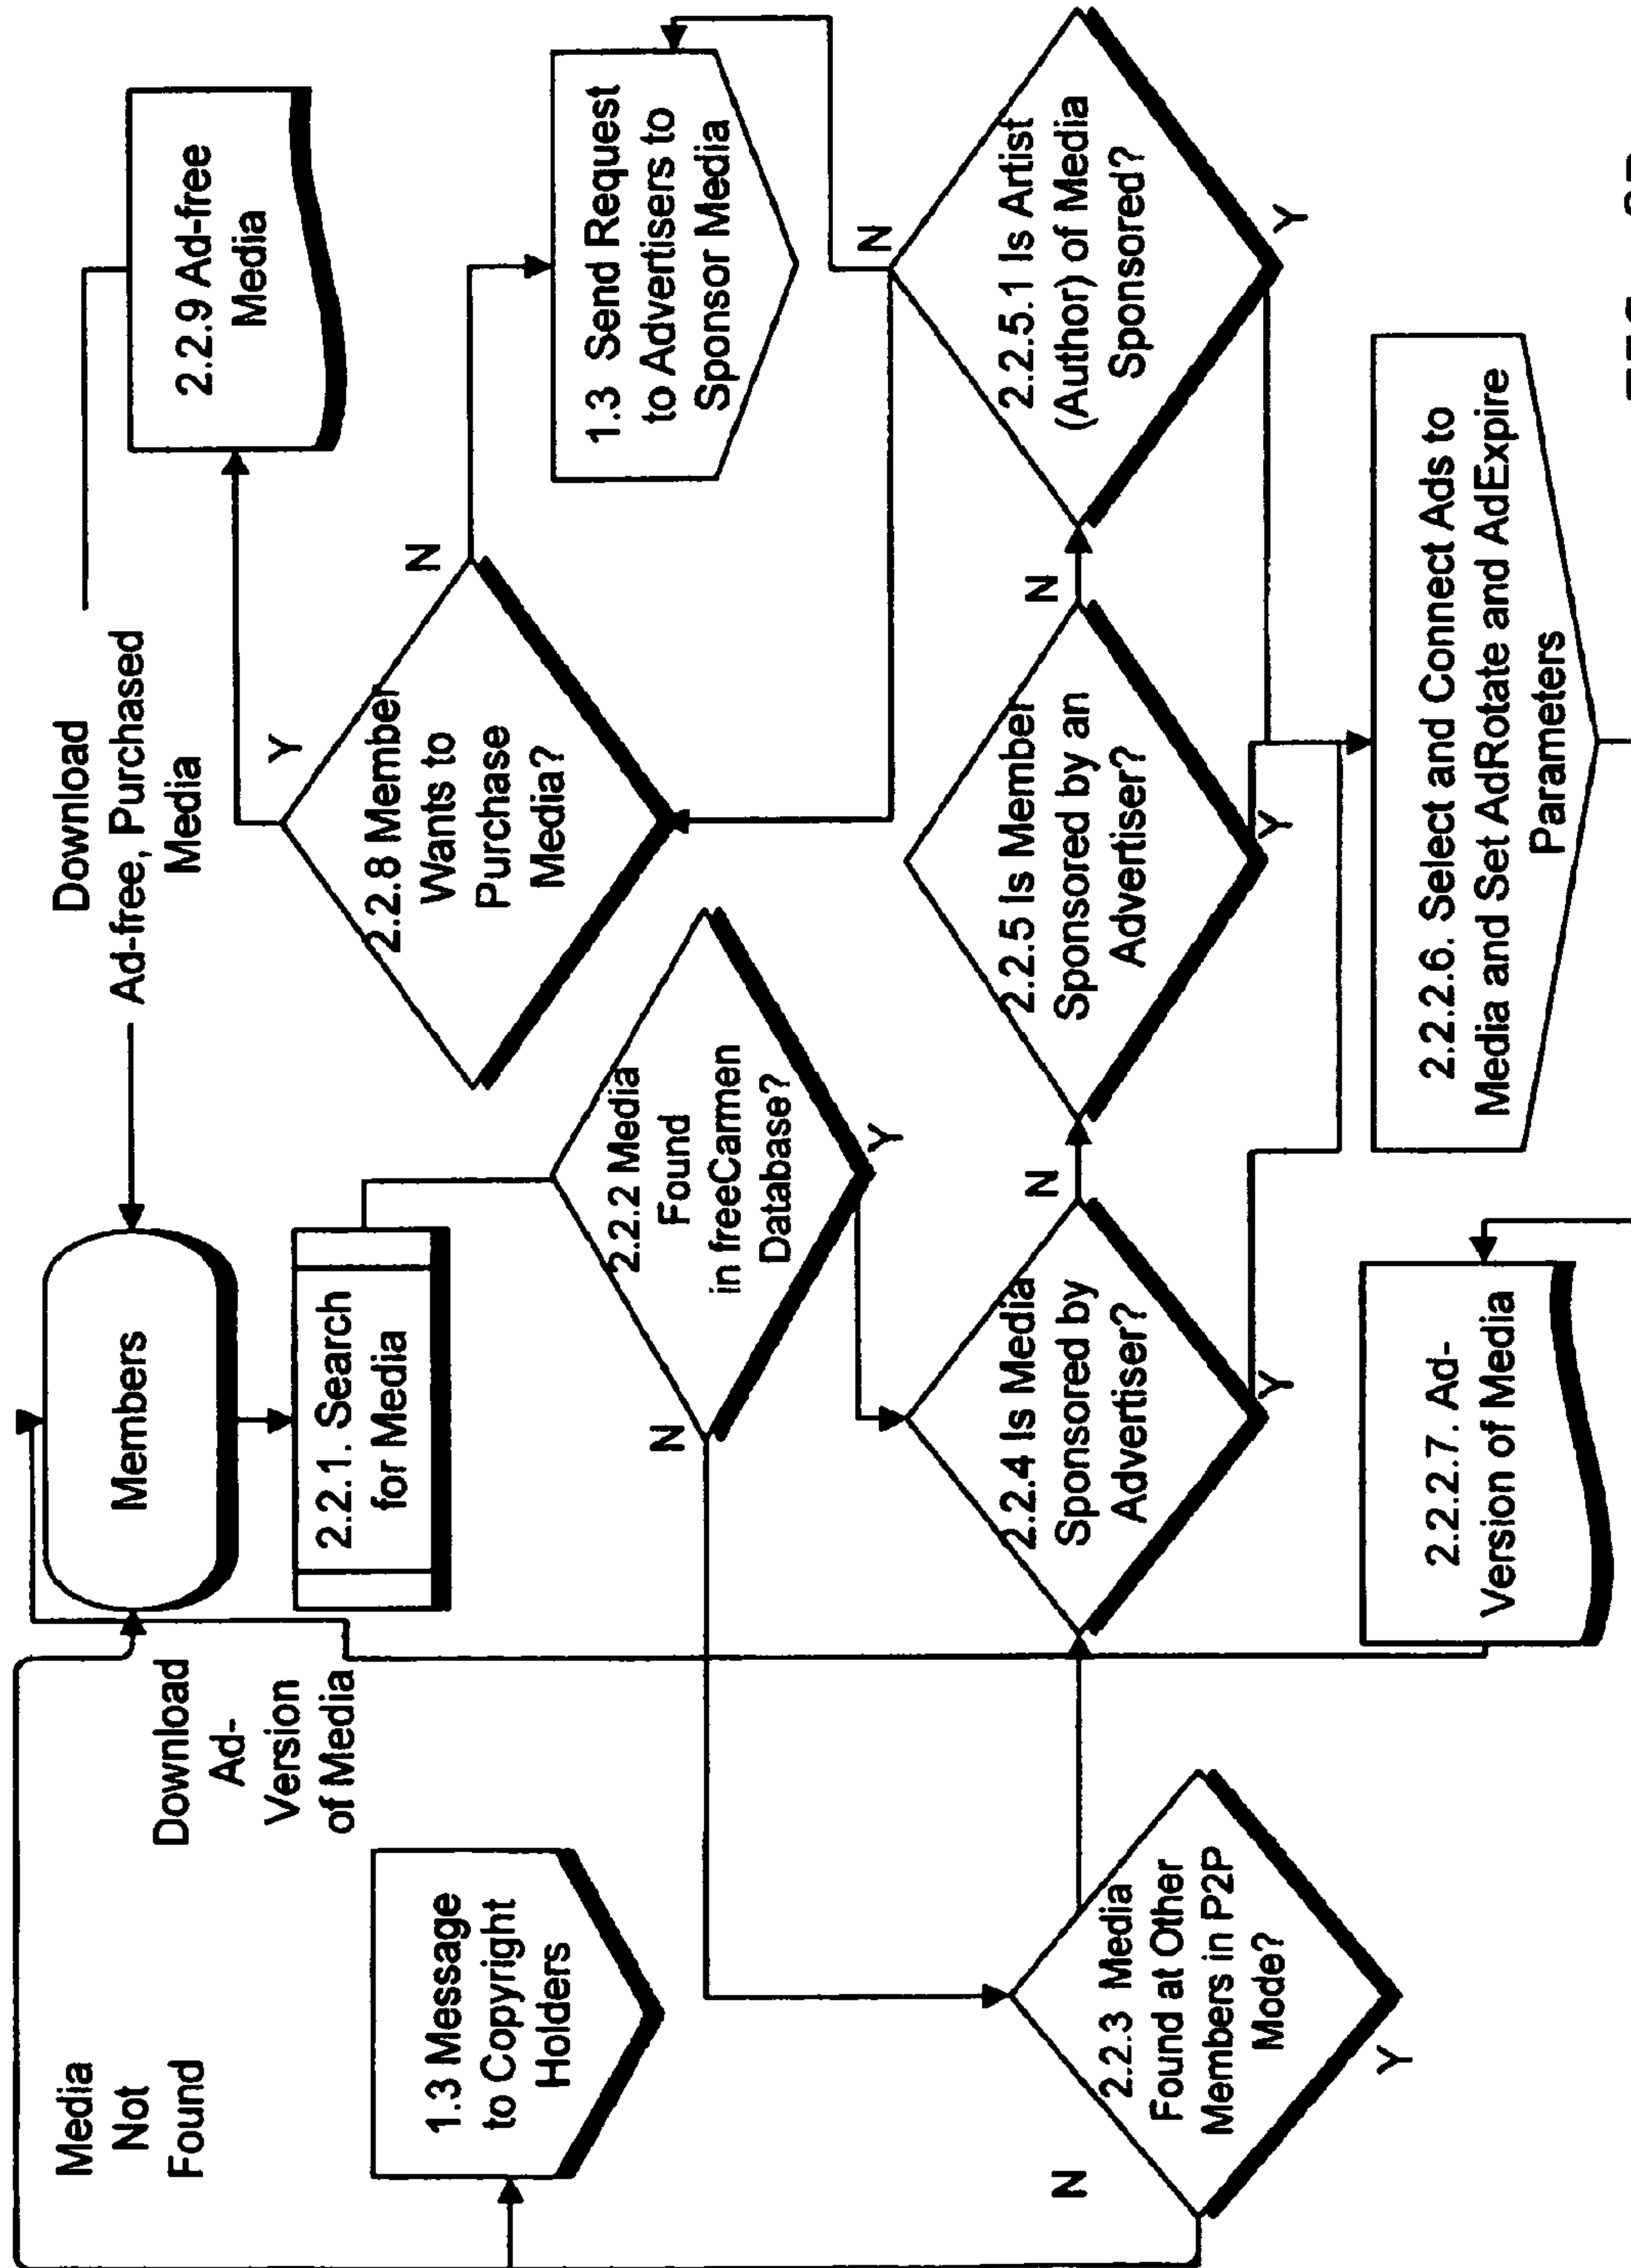 Media
Not
Found
Download
Ad-
Version
of Media
Members
Download
Ad-free, Purchased
Media
2.2.9 Ad-free
Media
1.3 Message
to Copyright
Holders
2.2.1. Search
for Media
2.2.8 Member
Wants to
Purchase
Media?
Y
N
1.3 Send Request
to Advertisers to
Sponsor Media
2.2.2 Media
Found
in freeCarmen
Database?
N
Y
2.2.3 Media
Found at Other
Members in P2P
Mode?
N
Y
2.2.4 Is Media
Sponsored by
Advertiser?
N
Y
2.2.5 Is Member
Sponsored by an
Advertiser?
N
Y
2.2.5.1 Is Artist
(Author) of Media
Sponsored?
N
Y
2.2.2.7. Ad-
Version of Media
2.2.2.6. Select and Connect Ads to
Media and Set AdRotate and AdExpire
Parameters